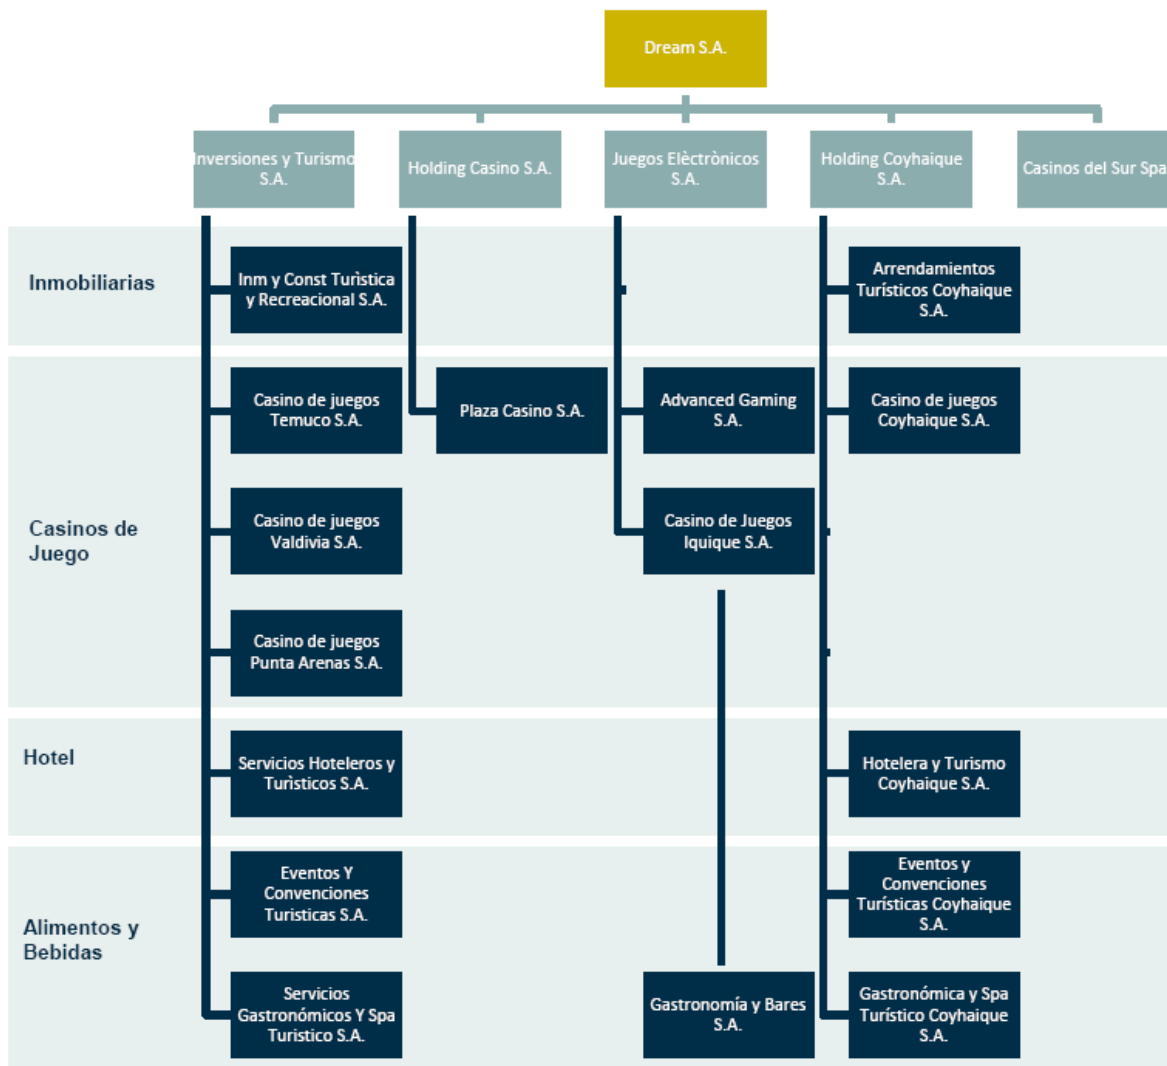 Dream S.A.
Inversiones y Turismo
S.A.
Holding Casino S.A.
Juegos Elèctrònicos
S.A.
Holding Coyhaique
S.A.
Casinos del Sur Spa
Inmobiliarias
Inm y Const Turìstica
y Recreacional S.A.
Arrendamientos
Turísticos Coyhaique
S.A.
Casinos de
Juego
Casino de juegos
Temuco S.A.
Plaza Casino S.A.
Advanced Gaming
S.A.
Casino de juegos
Coyhaique S.A.
Casino de juegos
Valdivia S.A.
Casino de Juegos
Iquique S.A.
Casino de juegos
Punta Arenas S.A.
Hotel
Servicios Hoteleros y
Turìsticos S.A.
Hotelera y Turismo
Coyhaique S.A.
Alimentos y
Bebidas
Eventos Y
Convenciones
Turisticas S.A.
Eventos y
Convenciones
Turísticas Coyhaique
S.A.
Servicios
Gastronómicos Y Spa
Turistico S.A.
Gastronomía y Bares
S.A.
Gastronómica y Spa
Turístico Coyhaique
S.A.